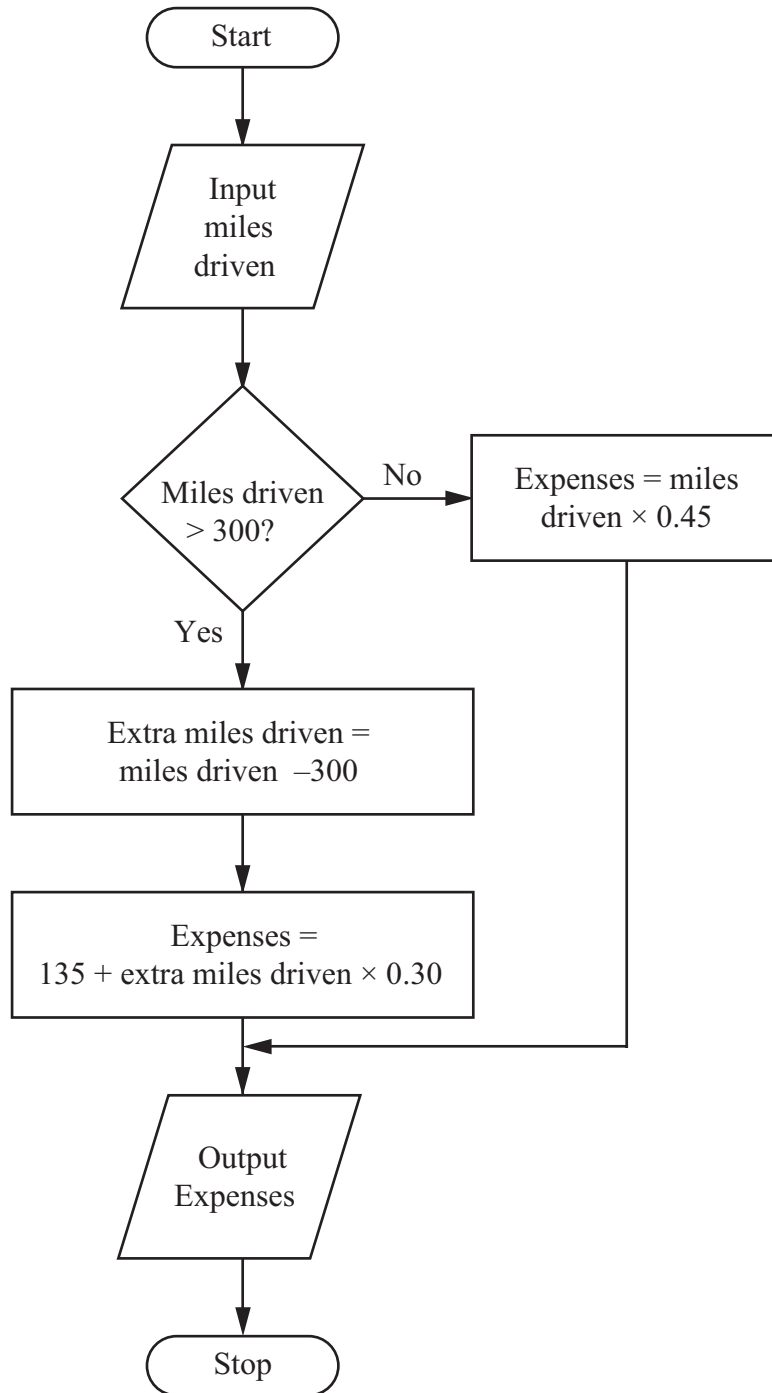 Start
Input
miles
driven
Miles driven
> 300?
No
Expenses = miles
driven × 0.45
Yes
Extra miles driven =
miles driven –300
Expenses =
135 + extra miles driven × 0.30
Output
Expenses
Stop